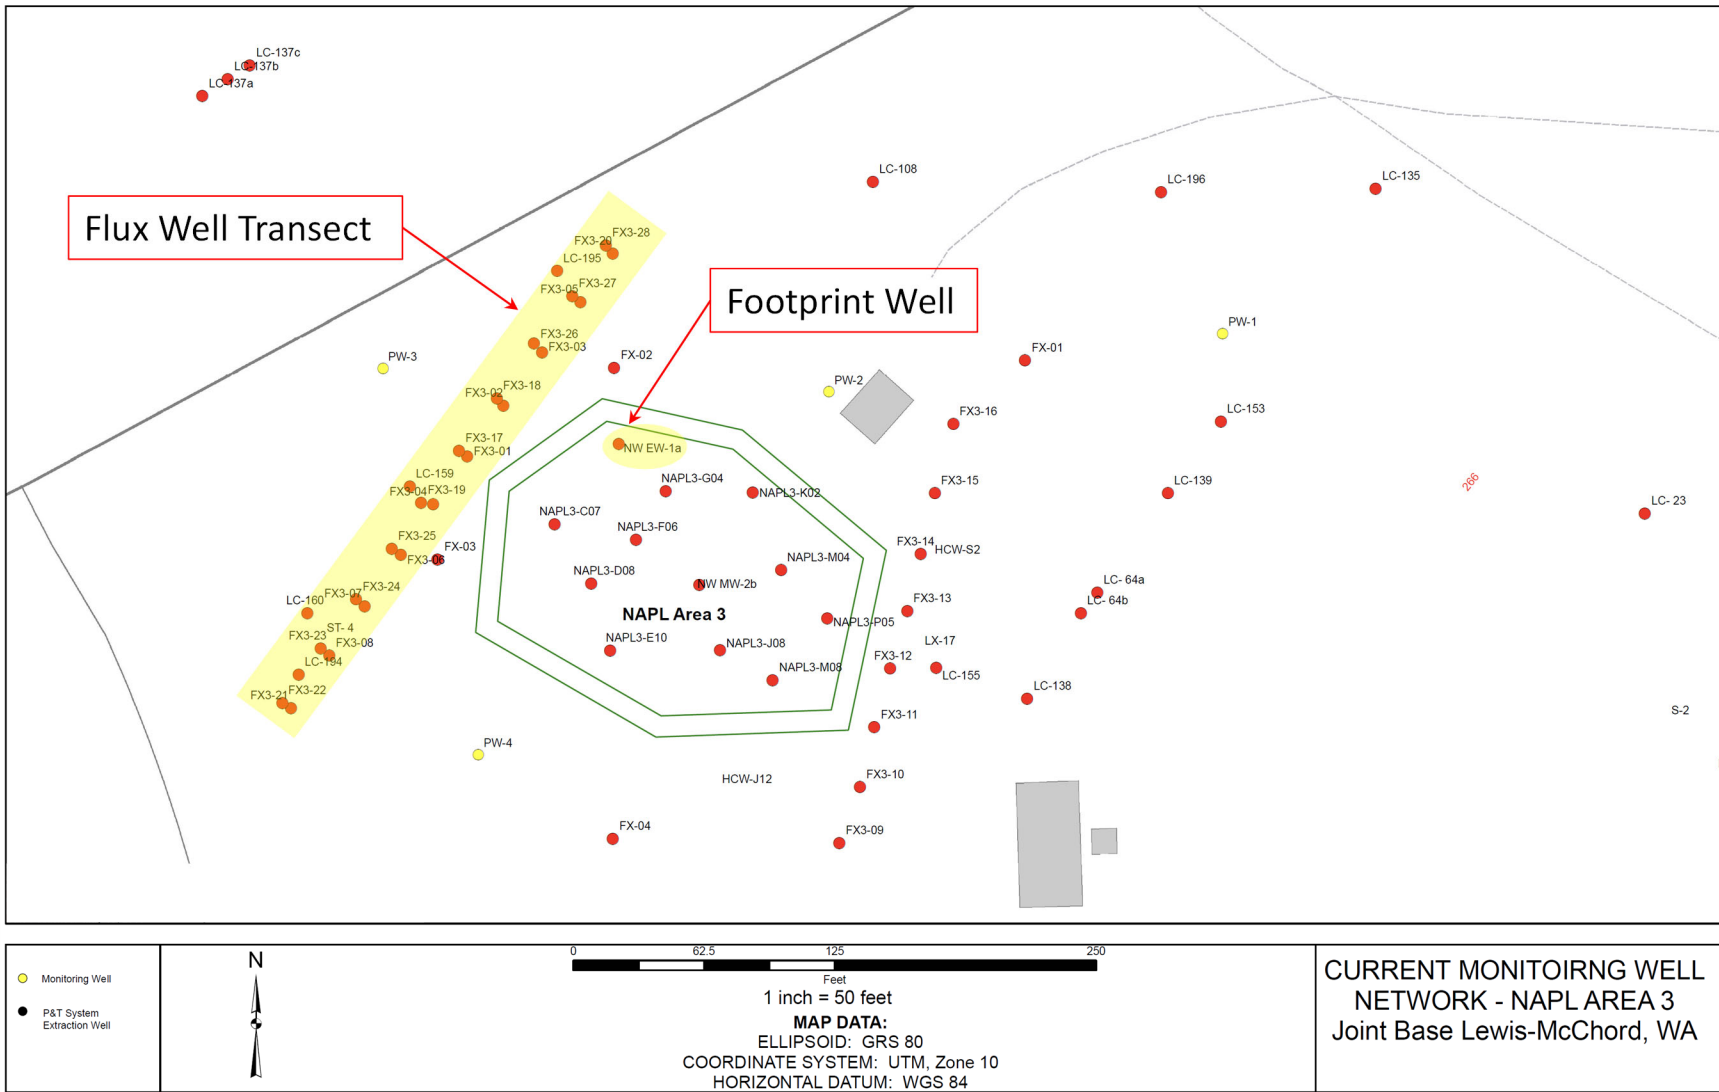 LC-137c
LC-137b
LC-137a
LC-108
LC-196
LC-135
Flux Well Transect
FX3-28
FX3-20
LC-195
FX3-27
FX3-05
Footprint Well
PW-1
FX3-26
FX3-03
PW-3
FX-02
FX-01
PW-2
FX3-18
FX3-02
FX3-16
LC-153
FX3-17
FX3-01
NW EW-1a
LC-159
NAPL3-G04
FX3-04
FX3-19
NAPL3-K02
FX3-15
LC-139
266
LC- 23
NAPL3-C07
NAPL3-F06
FX3-25
FX-03
FX3-06
FX3-14
HCW-S2
NAPL3-M04
NAPL3-D08
NW MW-2b
LC- 64a
LC- 64b
FX3-24
FX3-07
LC-160
NAPL Area 3
NAPL3-P05
FX3-13
ST- 4
FX3-23
FX3-08
NAPL3-E10
NAPL3-J08
LX-17
FX3-12
LC-155
LC-194
NAPL3-M08
FX3-22
FX3-21
LC-138
S-2
FX3-11
PW-4
HCW-J12
FX3-10
FX-04
FX3-09
Monitoring Well
P&T System
Extraction Well
N
0 62.5 125 250
Feet
1 inch = 50 feet
MAP DATA:
ELLIPSOID: GRS 80
COORDINATE SYSTEM: UTM, Zone 10
HORIZONTAL DATUM: WGS 84
CURRENT MONITOIRNG WELL
NETWORK - NAPL AREA 3
Joint Base Lewis-McChord, WA